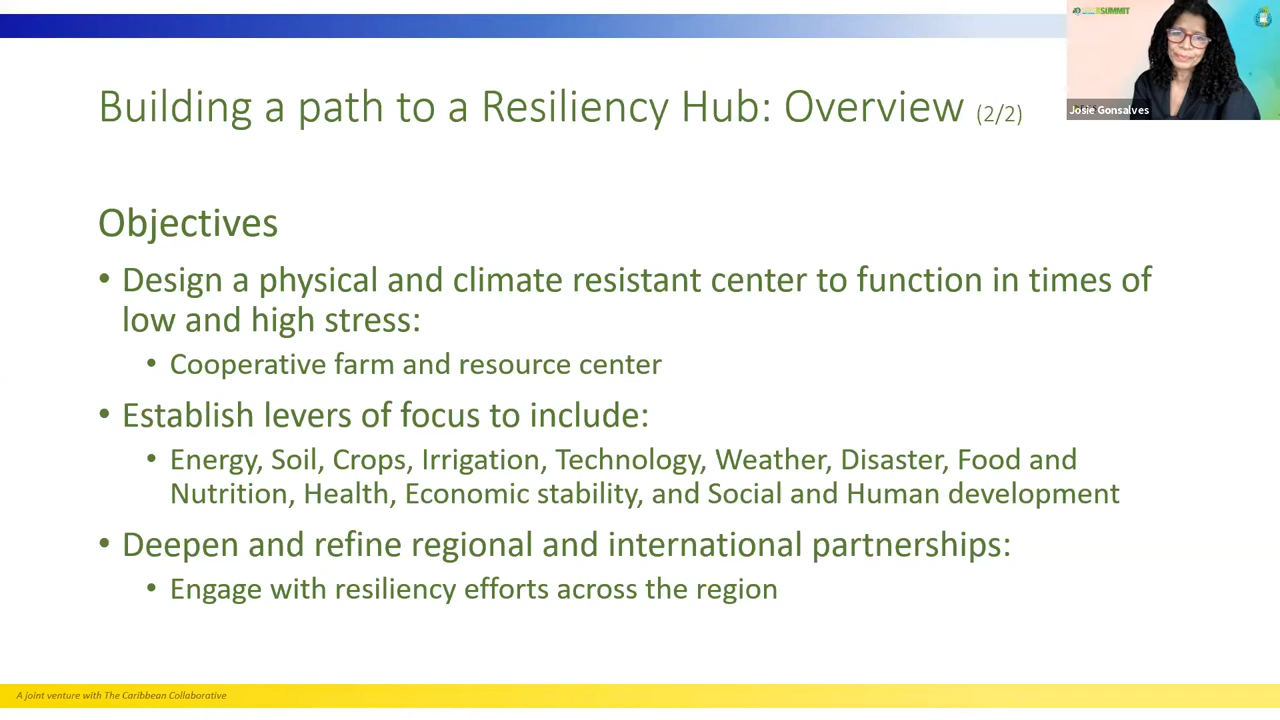 SUMMIT
Josie Gonsalves
Building a path to a Resiliency Hub: Overview (2/2)
Objectives
• Design a physical and climate resistant center to function in times of
low and high stress:
• Cooperative farm and resource center
• Establish levers of focus to include:
• Energy, Soil, Crops, Irrigation, Technology, Weather, Disaster, Food and
Nutrition, Health, Economic stability, and Social and Human development
• Deepen and refine regional and international partnerships:
• Engage with resiliency efforts across the region
A joint venture with The Caribbean Collaborative